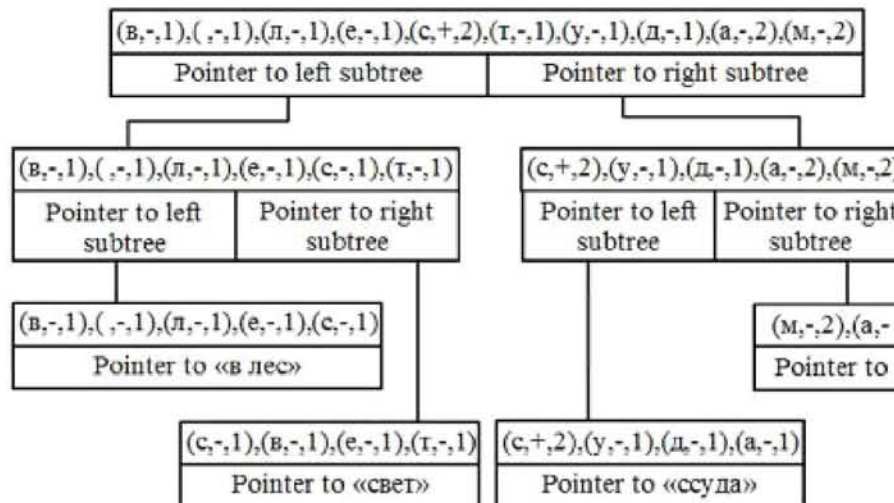 (в,-,1),( ,-,1),(л,-,1),(е,-,1),(с,+,2),(т,-,1),(у,-,1),(д,-,1),(а,-,2),(м,-,2)
Pointer to left subtree Pointer to right subtree
(в,-,1),( ,-,1),(л,-,1),(е,-,1),(с,-,1),(т,-,1)
Pointer to left
subtree
Pointer to right
subtree
(с,+,2),(у,-,1),(д,-,1),(а,-,2),(м,-,2)
Pointer to left
subtree
Pointer to right
subtree
(в,-,1),( ,-,1),(л,-,1),(е,-,1),(с,-,1)
Pointer to «в лес»
(м,-,2),(а,-
Pointer to
(с,-,1),(в,-,1),(е,-,1),(т,-,1)
Pointer to «свет»
(с,+,2),(у,-,1),(д,-,1),(а,-,1)
Pointer to «ссуда»